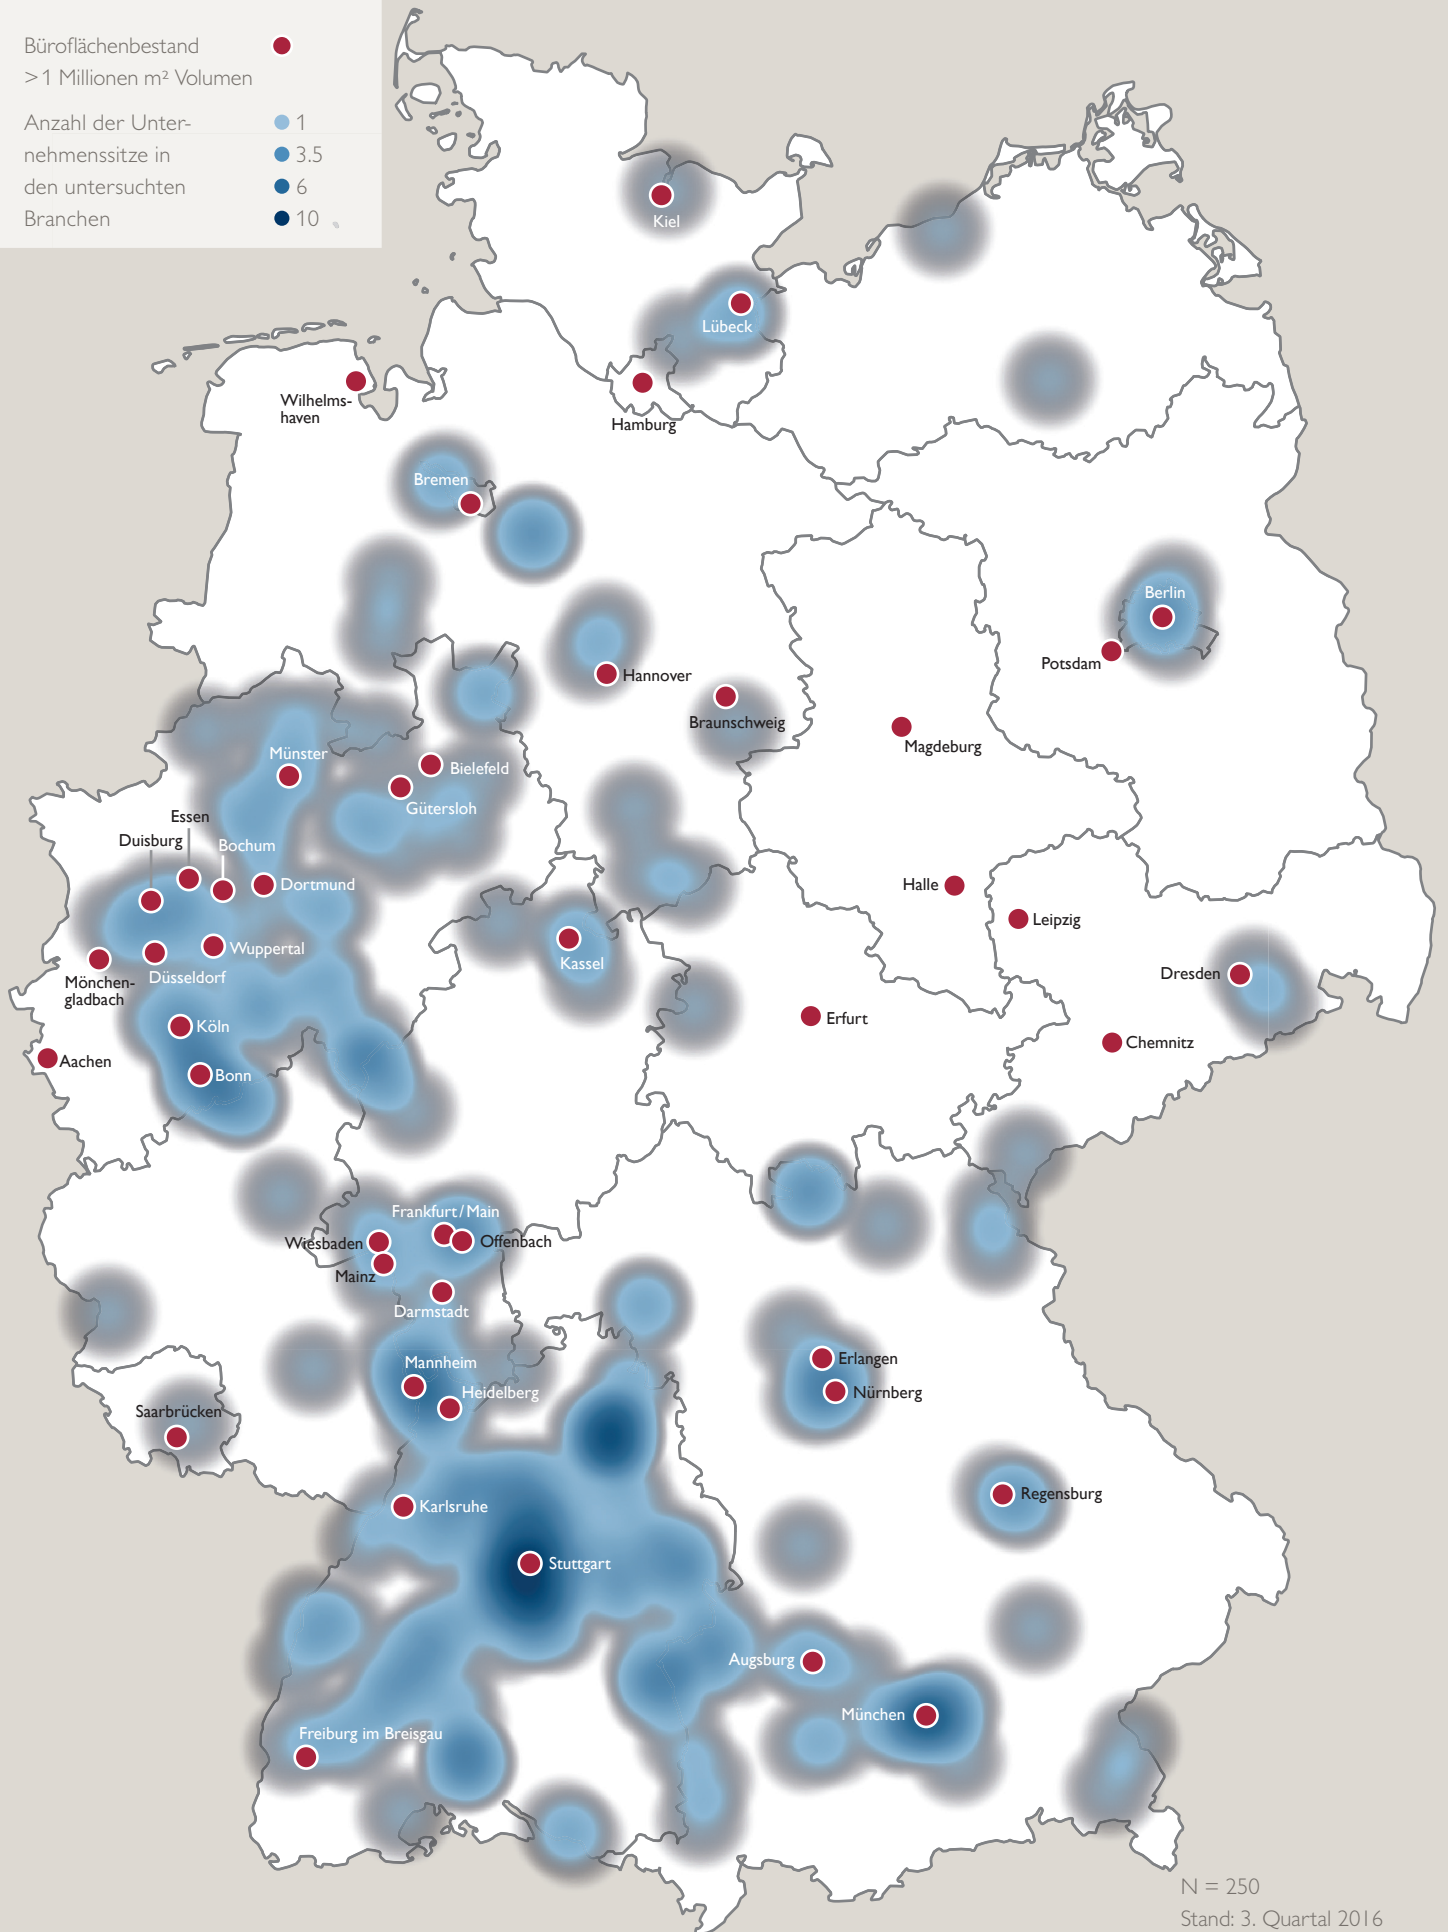 Büroflächenbestand
>1 Millionen m² Volumen
Anzahl der Unter-
nehmenssitze in
den untersuchten
Branchen
1
3.5
6
10
Kiel
Lübeck
Wilhelms-
haven
Hamburg
Bremen
Berlin
Potsdam
Hannover
Braunschweig
Magdeburg
Münster
Bielefeld
Gütersloh
Essen
Duisburg
Bochum
Dortmund
Halle
Leipzig
Wuppertal
Düsseldorf
Mönchen-
gladbach
Kassel
Dresden
Köln
Erfurt
Chemnitz
Aachen
Bonn
Frankfurt/Main
Wiesbaden
Offenbach
Mainz
Darmstadt
Mannheim
Heidelberg
Erlangen
Nürnberg
Saarbrücken
Karlsruhe
Regensburg
Stuttgart
Augsburg
München
Freiburg im Breisgau
N = 250
Stand: 3. Quartal 2016